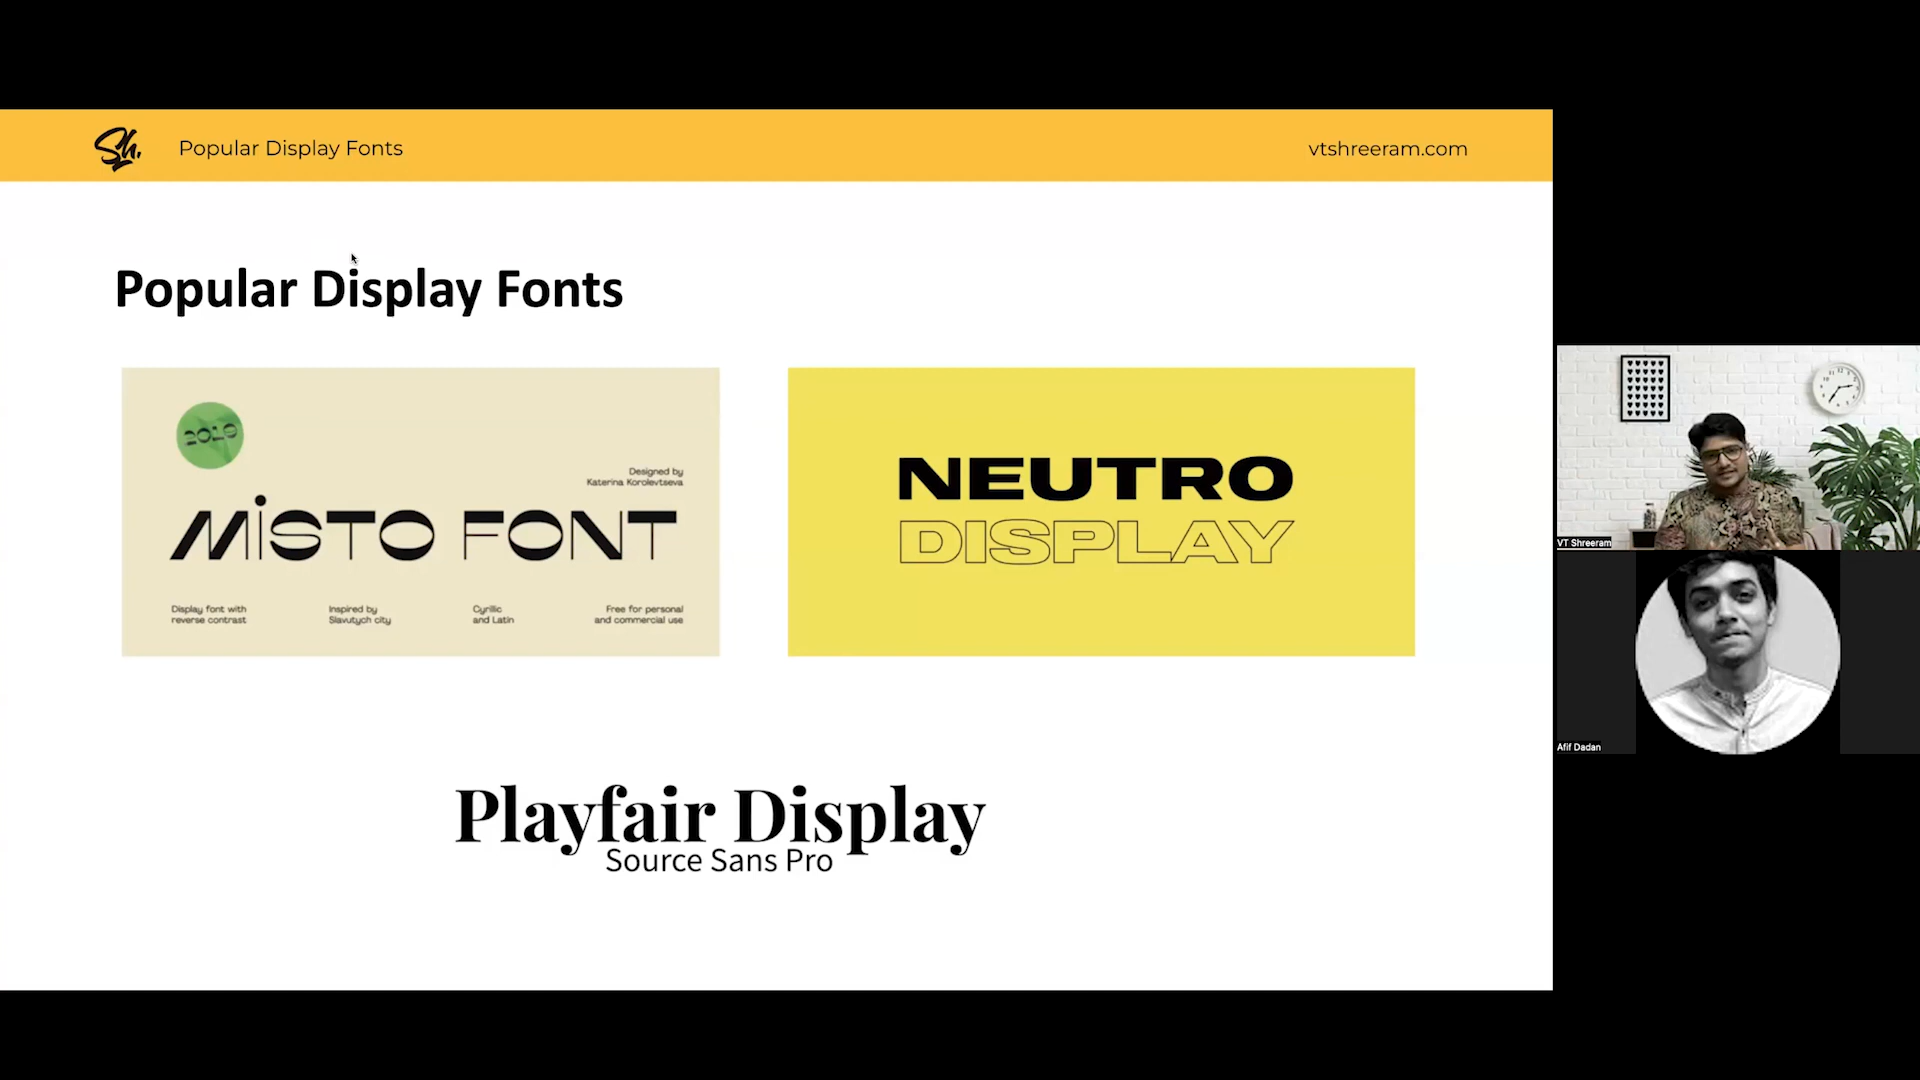 Sh.
Popular Display Fonts
vtshreeram.com
Popular Display Fonts
2019
Designed by
Katerina Korolevtseva
MiSTO FONT
Display font with
reverse contrast
Inspired by
Slavutych city
Cyrillic
and Latin
Free for personal
and commercial use
NEUTRO
DISPLAY
Playfair Display
Source Sans Pro
VT Shreeram
Afif Dadan